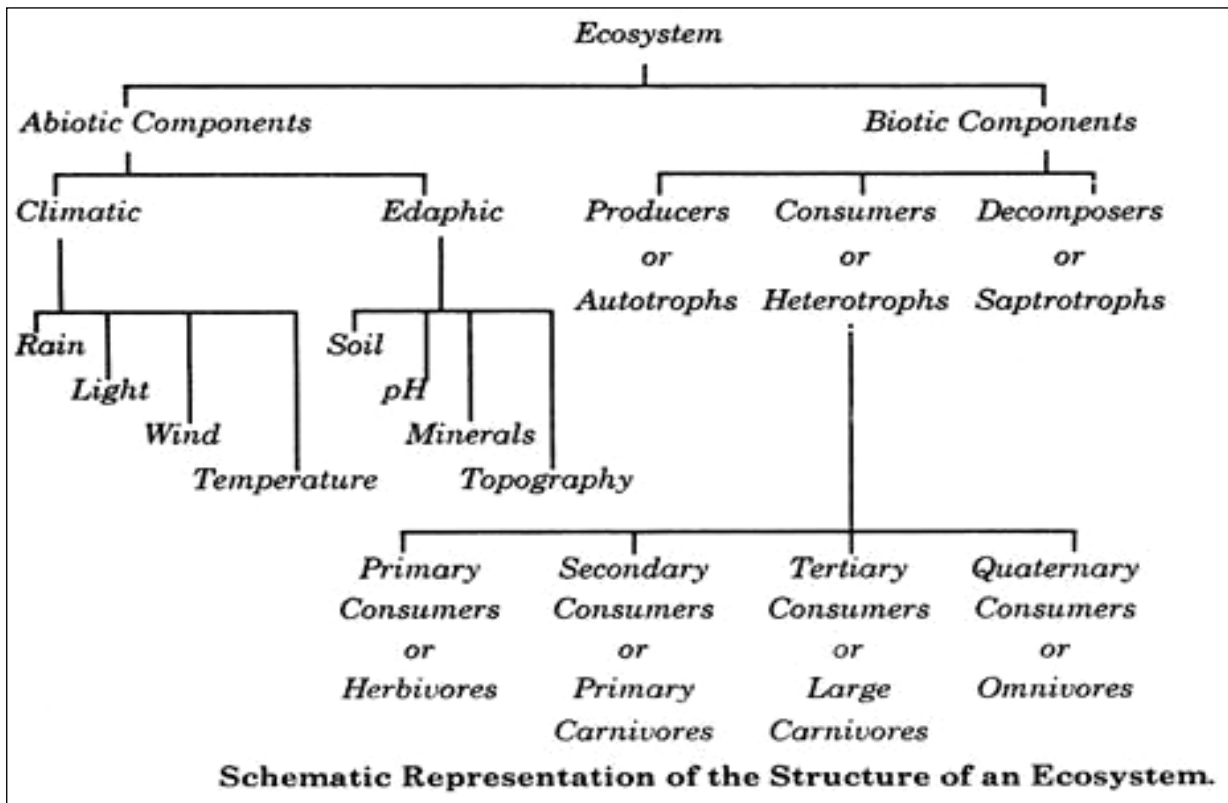 Ecosystem
Abiotic Components Biotic Components
Climatic Edaphic Producers Consumers Decomposers
or or or
Autotrophs Heterotrophs Saptrotrophs
Rain Soil
Light pH
Wind Minerals
Temperature Topography
Primary Secondary Tertiary Quaternary
Consumers Consumers Consumers Consumers
or or or or
Herbivores Primary Large Omnivores
Carnivores Carnivores
Schematic Representation of the Structure of an Ecosystem.